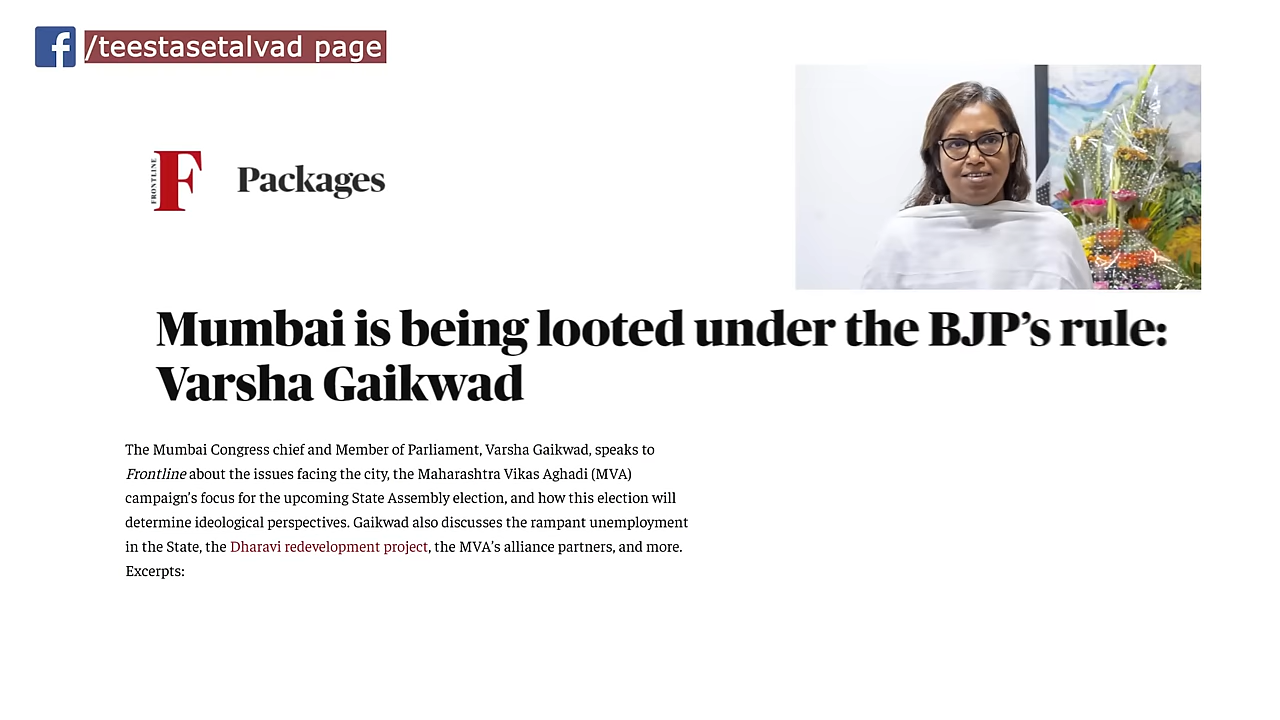 /teestasetalvad page
FRONTLINE
F
Packages
Mumbai is being looted under the BJP’s rule:
Varsha Gaikwad
The Mumbai Congress chief and Member of Parliament, Varsha Gaikwad, speaks to
Frontline about the issues facing the city, the Maharashtra Vikas Aghadi (MVA)
campaign’s focus for the upcoming State Assembly election, and how this election will
determine ideological perspectives. Gaikwad also discusses the rampant unemployment
in the State, the Dharavi redevelopment project, the MVA’s alliance partners, and more.
Excerpts: